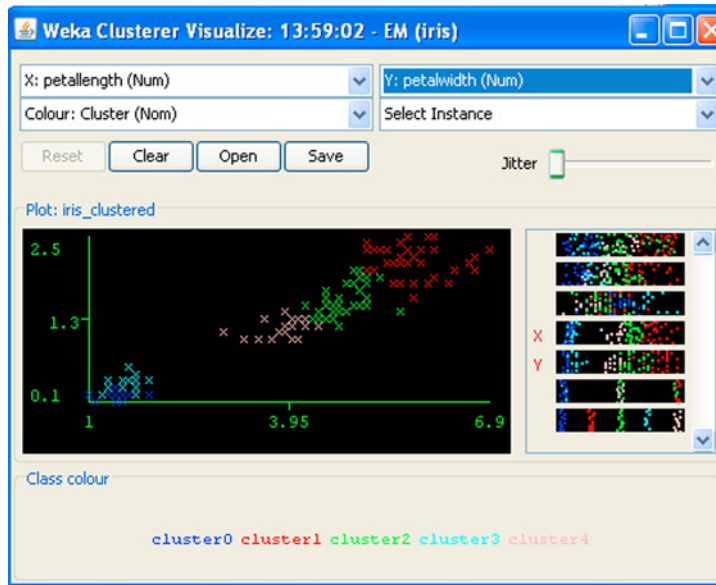 Weka Clusterer Visualize: 13:59:02 - EM (iris)
X: petallength (Num) Y: petalwidth (Num)
Colour: Cluster (Nom) Select Instance
Reset Clear Open Save Jitter
Plot: iris_clustered
2.5
1.3
X
Y
0.1
1 3.95 6.9
Class colour
cluster0 cluster1 cluster2 cluster3 cluster4